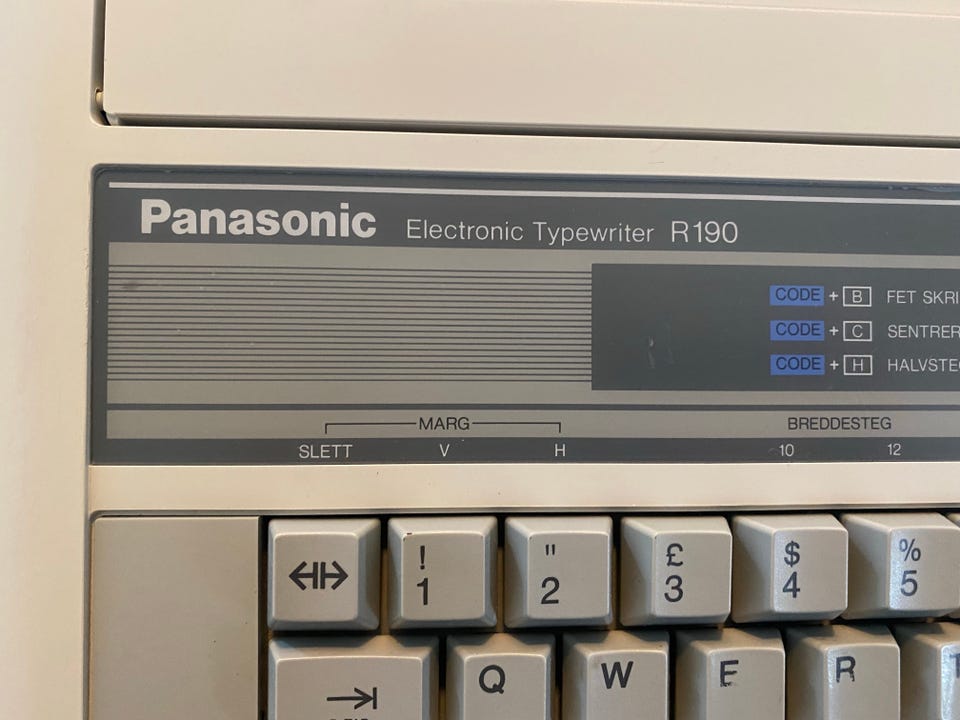 Panasonic Electronic Typewriter R190
CODE + B FET SKRI
CODE + C SENTRER
CODE + H HALVSTE
MARG BREDDESTEG
SLETT V H 10 12
! " £ $ %
1 2 3 4 5
Q W E R